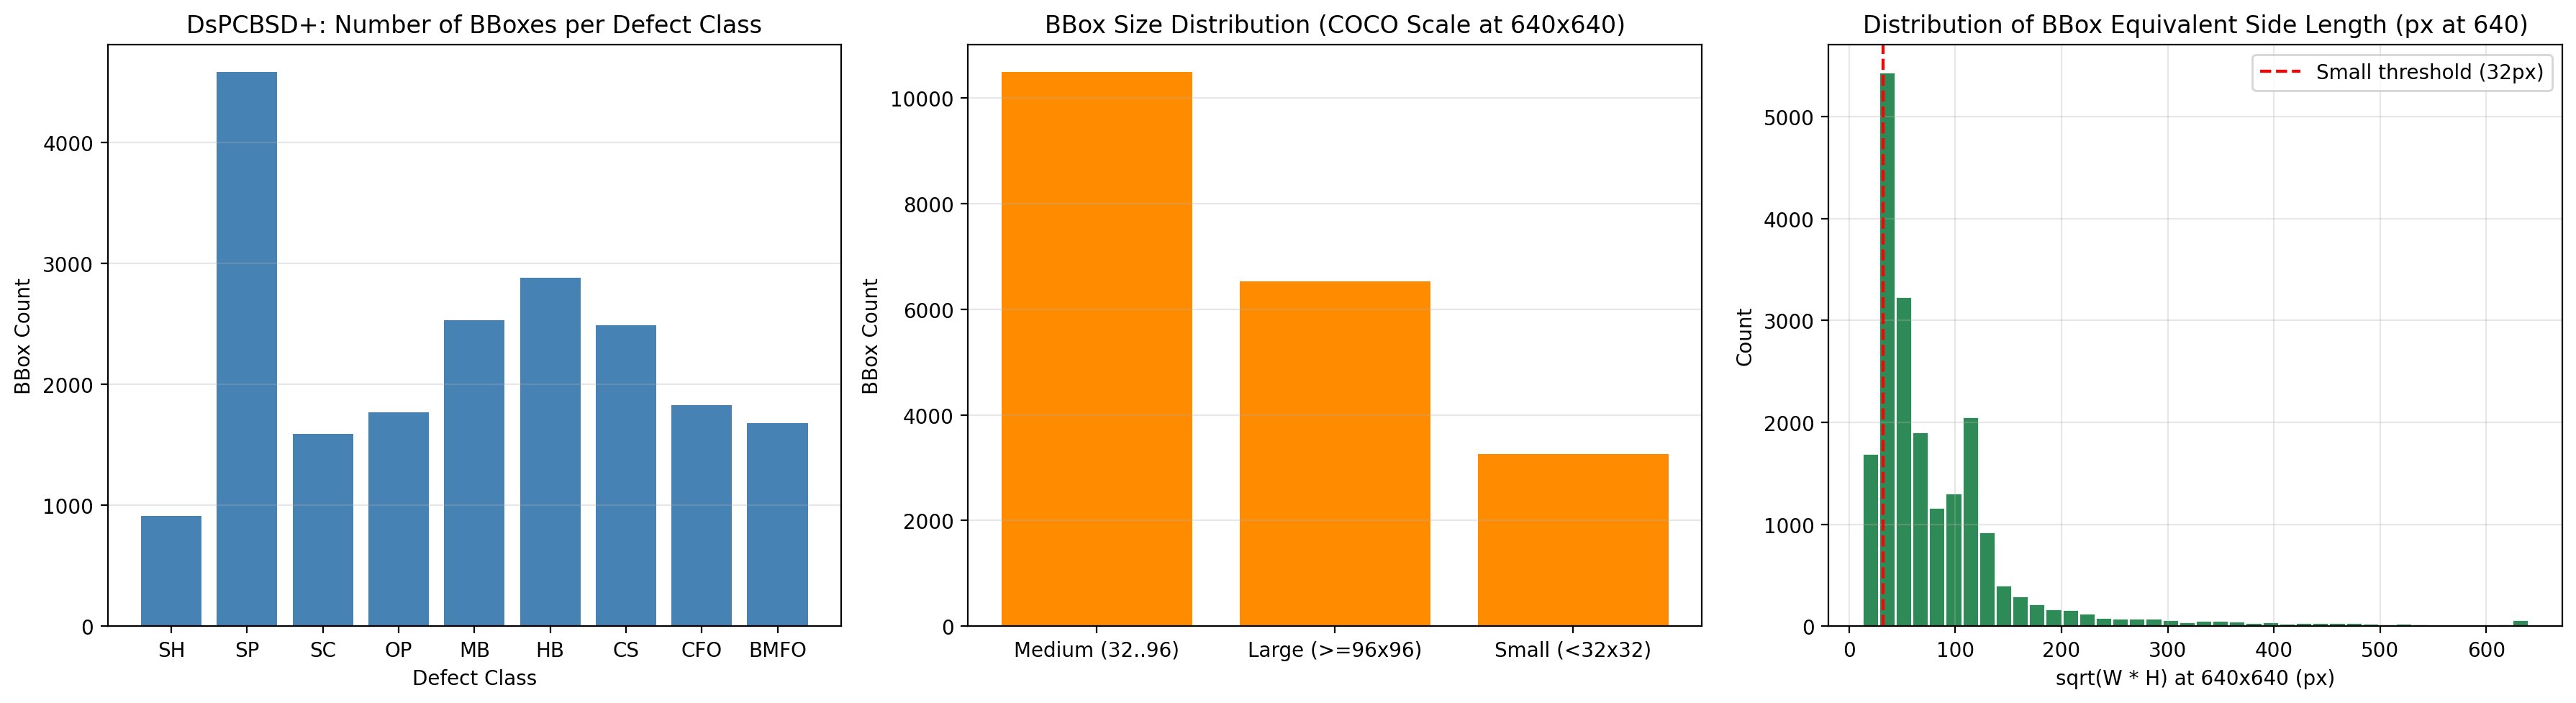 DsPCBSD+: Number of BBoxes per Defect Class
BBox Count
4000
3000
2000
1000
0
SH SP SC OP MB HB CS CFO BMFO
Defect Class
BBox Size Distribution (COCO Scale at 640x640)
BBox Count
10000
8000
6000
4000
2000
0
Medium (32..96) Large (>=96x96) Small (<32x32)
Distribution of BBox Equivalent Side Length (px at 640)
Small threshold (32px)
Count
5000
4000
3000
2000
1000
0
0 100 200 300 400 500 600
sqrt(W * H) at 640x640 (px)